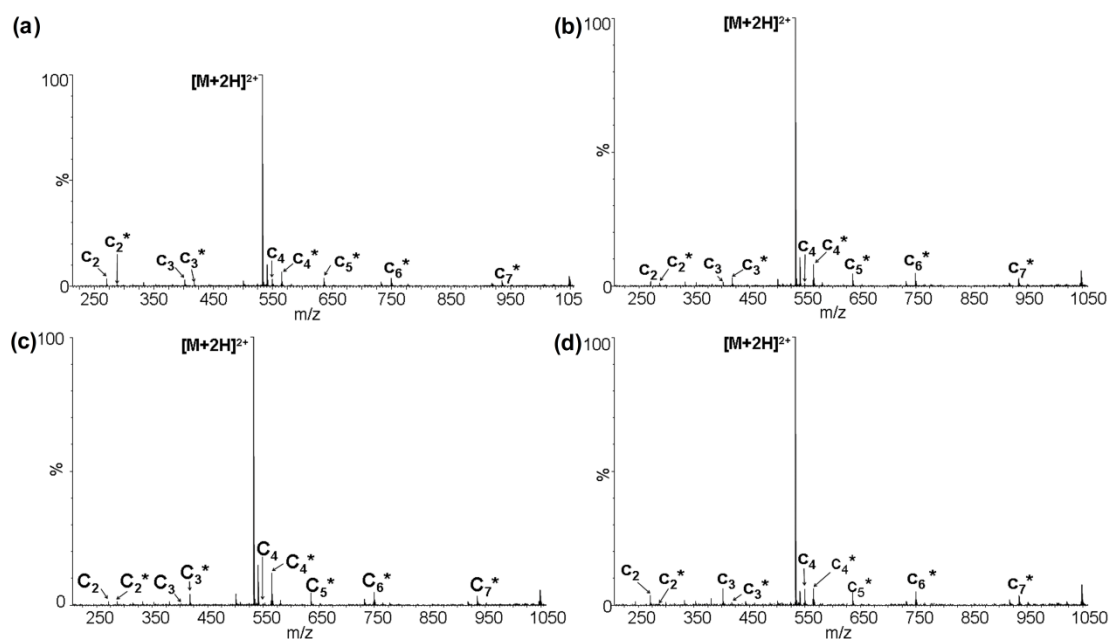 (a)
[M+2H]²⁺
100
%
0
C₂ C₂* C₃ C₃* C₄ C₄* C₅* C₆* C₇*
250 350 450 550 650 750 850 950 105
m/z
(b)
[M+2H]²⁺
100
%
0
C₂ C₂* C₃ C₃* C₄ C₄* C₅* C₆* C₇*
250 350 450 550 650 750 850 950 1050
m/z
(c)
[M+2H]²⁺
100
%
0
C₂ C₂* C₃ C₃* C₄ C₄* C₅* C₆* C₇*
250 350 450 550 650 750 850 950 1050
m/z
(d)
[M+2H]²⁺
100
%
0
C₂ C₂* C₃ C₃* C₄ C₄* C₅* C₆* C₇*
250 350 450 550 650 750 850 950 1050
m/z